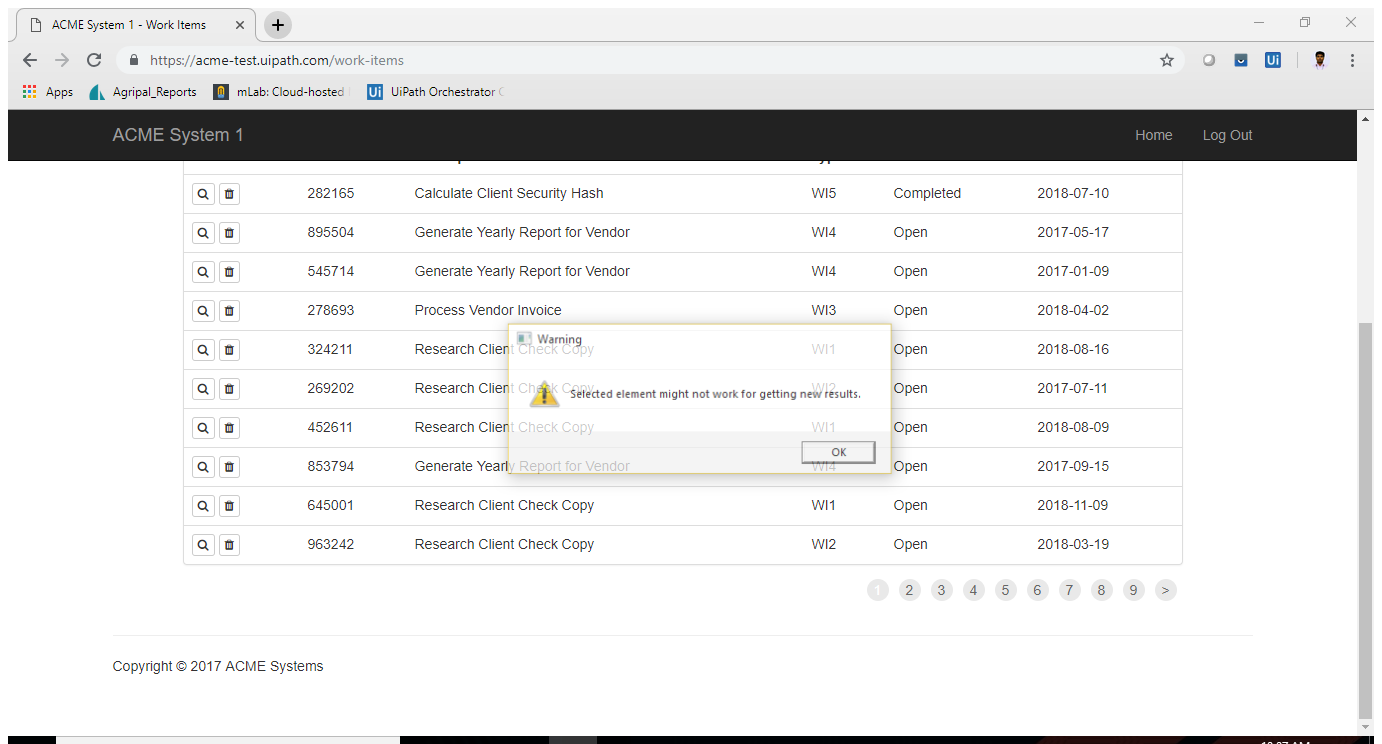 ACME System 1 - Work Items
https://acme-test.uipath.com/work-items
Apps Agripal_Reports mLab: Cloud-hosted Ui UiPath Orchestrator
ACME System 1 Home Log Out
282165 Calculate Client Security Hash WI5 Completed 2018-07-10
895504 Generate Yearly Report for Vendor WI4 Open 2017-05-17
545714 Generate Yearly Report for Vendor WI4 Open 2017-01-09
278693 Process Vendor Invoice WI3 Open 2018-04-02
Warning
324211 Research Client Check Copy WI1 Open 2018-08-16
269202 Research Client Check Copy WI2 Open 2017-07-11
Selected element might not work for getting new results.
452611 Research Client Check Copy WI1 Open 2018-08-09
OK
853794 Generate Yearly Report for Vendor WI4 Open 2017-09-15
645001 Research Client Check Copy WI1 Open 2018-11-09
963242 Research Client Check Copy WI2 Open 2018-03-19
1 2 3 4 5 6 7 8 9 >
Copyright © 2017 ACME Systems